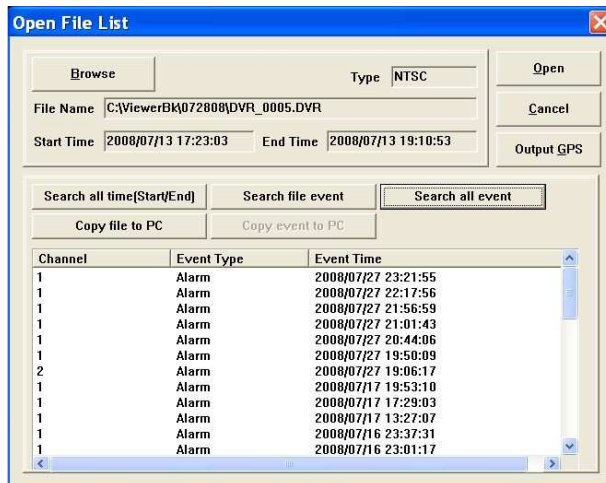 Open File List
Browse Type NTSC Open
File Name C:\ViewerBk\072808\DVR_0005.DVR Cancel
Start Time 2008/07/13 17:23:03 End Time 2008/07/13 19:10:53 Output GPS
Search all time(Start/End) Search file event Search all event
Copy file to PC Copy event to PC
Channel Event Type Event Time
1 Alarm 2008/07/27 23:21:55
1 Alarm 2008/07/27 22:17:56
1 Alarm 2008/07/27 21:56:59
1 Alarm 2008/07/27 21:01:43
1 Alarm 2008/07/27 20:44:06
1 Alarm 2008/07/27 19:50:09
2 Alarm 2008/07/27 19:06:17
1 Alarm 2008/07/17 19:53:10
1 Alarm 2008/07/17 17:29:03
1 Alarm 2008/07/17 13:27:07
1 Alarm 2008/07/16 23:37:31
1 Alarm 2008/07/16 23:01:17